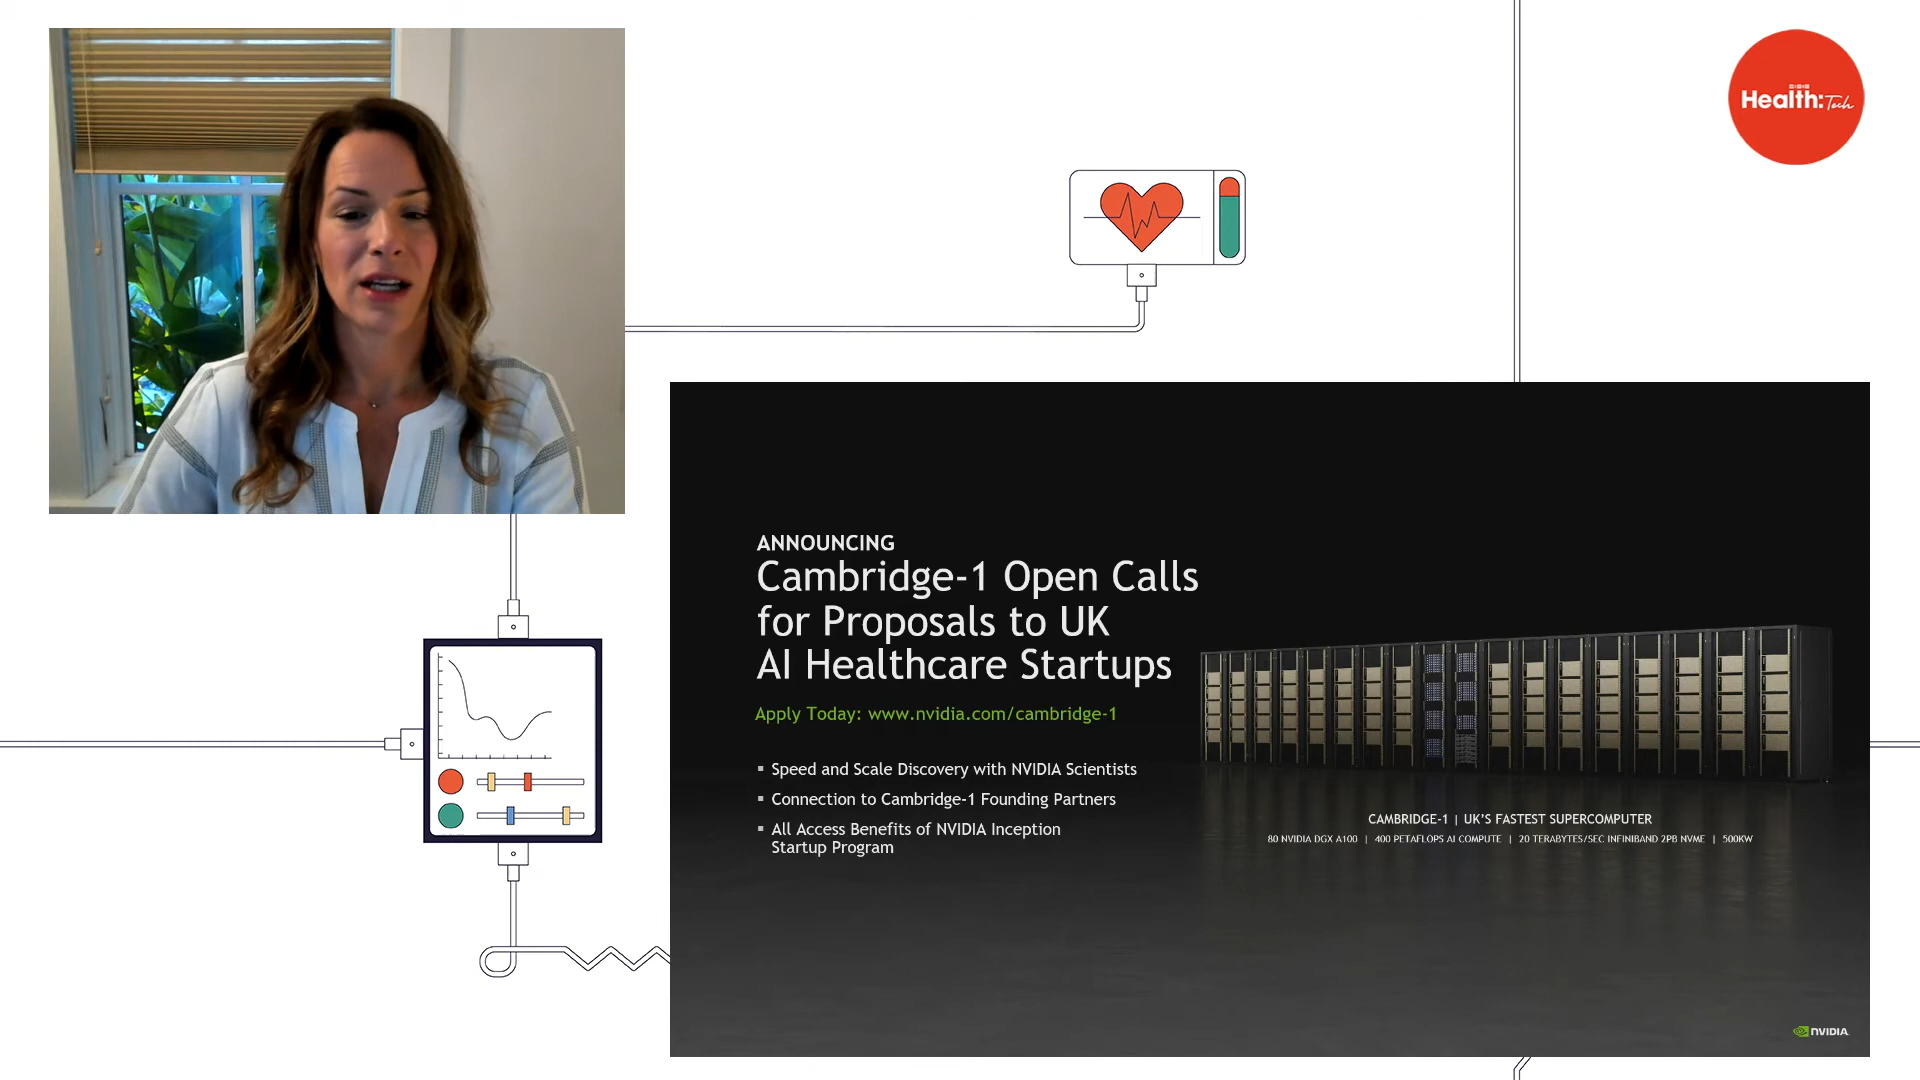 Health:Tech
ANNOUNCING
Cambridge-1 Open Calls
for Proposals to UK
AI Healthcare Startups
Apply Today: www.nvidia.com/cambridge-1
▪ Speed and Scale Discovery with NVIDIA Scientists
▪ Connection to Cambridge-1 Founding Partners
▪ All Access Benefits of NVIDIA Inception
Startup Program
CAMBRIDGE-1 | UK'S FASTEST SUPERCOMPUTER
80 NVIDIA DGX A100 | 400 PETAFLOPS AI COMPUTE | 20 TERABYTES/SEC INFINIBAND 2PB NVME | 500KW
NVIDIA